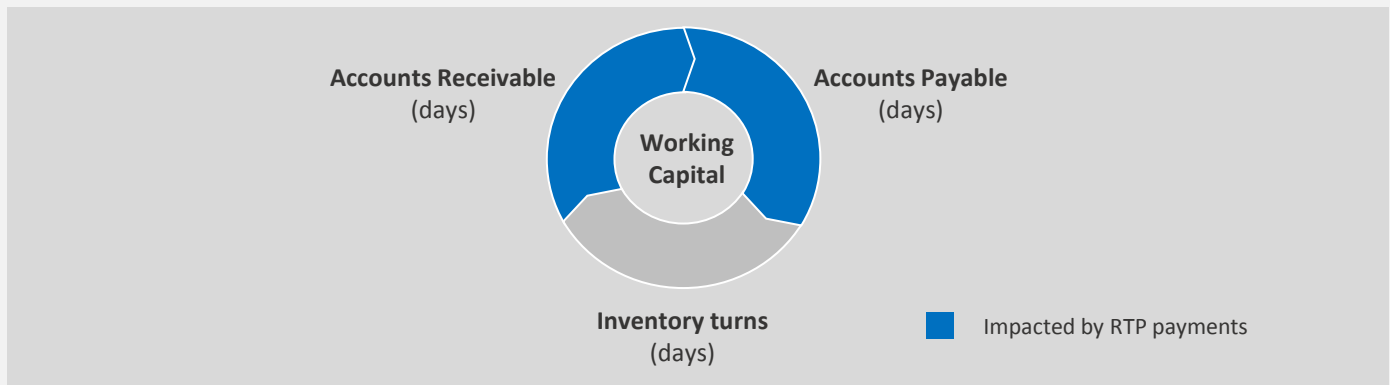 Accounts Receivable
(days)
Accounts Payable
(days)
Working
Capital
Inventory turns
(days)
Impacted by RTP payments